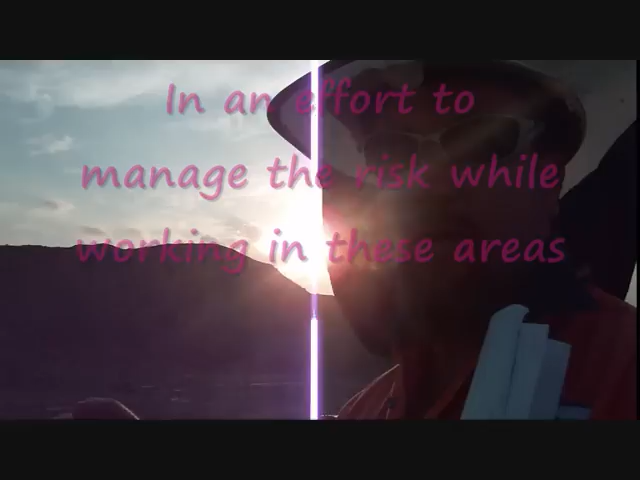 In an effort to
manage the risk while
working in these areas